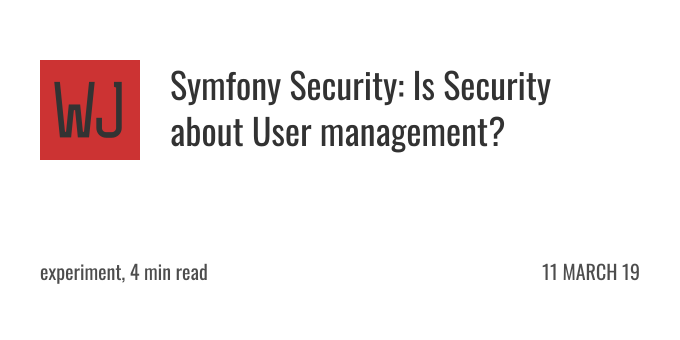 WJ
Symfony Security: Is Security
about User management?
experiment, 4 min read
11 MARCH 19